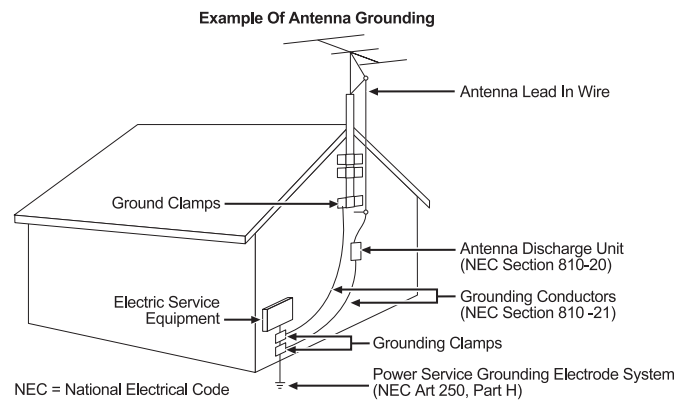 Example Of Antenna Grounding
Antenna Lead In Wire
Ground Clamps
Antenna Discharge Unit
(NEC Section 810-20)
Electric Service
Equipment
Grounding Conductors
(NEC Section 810 -21)
Grounding Clamps
Power Service Grounding Electrode System
(NEC Art 250, Part H)
NEC = National Electrical Code